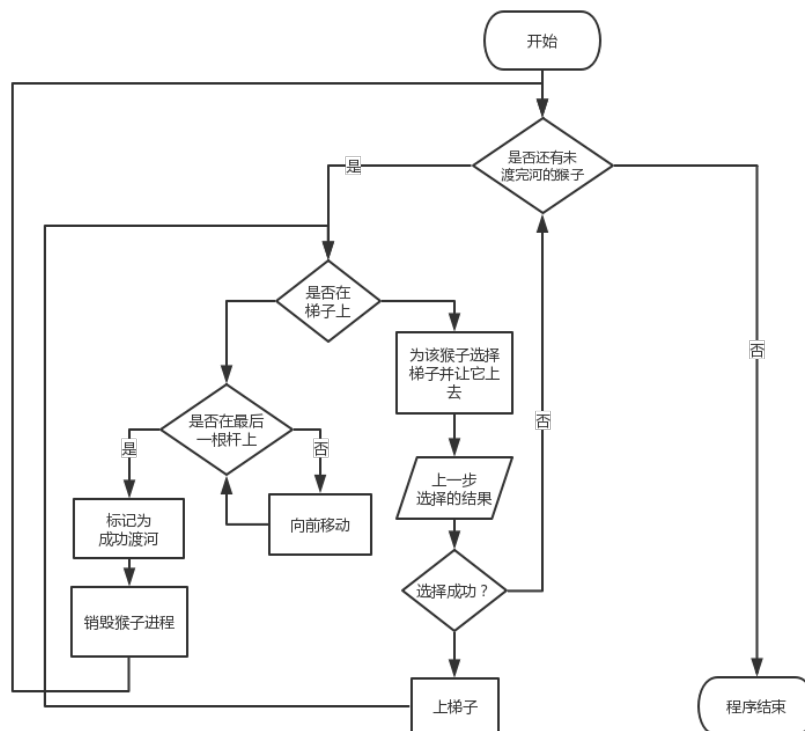 开始
是否还有未
渡完河的猴子
是
是否在
梯子上
为该猴子选择
梯子并让它上
去
否
否
是否在最后
一根杆上
是
否
上一步
选择的结果
标记为
成功渡河
向前移动
选择成功？
销毁猴子进程
上梯子
程序结束